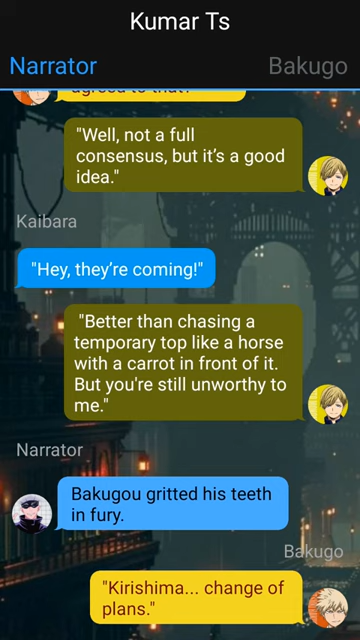 Kumar Ts
Narrator
Bakugo
agreed to that?"
"Well, not a full
consensus, but it’s a good
idea."
Kaibara
"Hey, they’re coming!"
"Better than chasing a
temporary top like a horse
with a carrot in front of it.
But you're still unworthy to
me."
Narrator
Bakugou gritted his teeth
in fury.
Bakugo
"Kirishima... change of
plans."